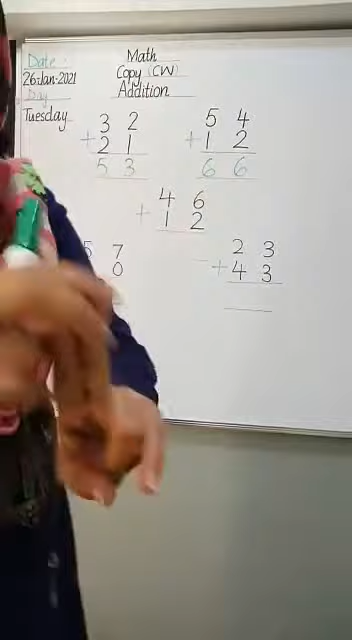 Date:
26-Jan-2021
Day
Tuesday
Math
Copy (CW)
Addition
3 2
+ 2 1
5 3
5 4
+ 1 2
6 6
4 6
+ 1 2
5 7
0
2 3
+ 4 3